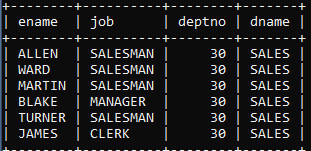 +--------+----------+--------+-------+
| ename  | job      | deptno | dname |
+--------+----------+--------+-------+
| ALLEN  | SALESMAN |     30 | SALES |
| WARD   | SALESMAN |     30 | SALES |
| MARTIN | SALESMAN |     30 | SALES |
| BLAKE  | MANAGER  |     30 | SALES |
| TURNER | SALESMAN |     30 | SALES |
| JAMES  | CLERK    |     30 | SALES |
+--------+----------+--------+-------+